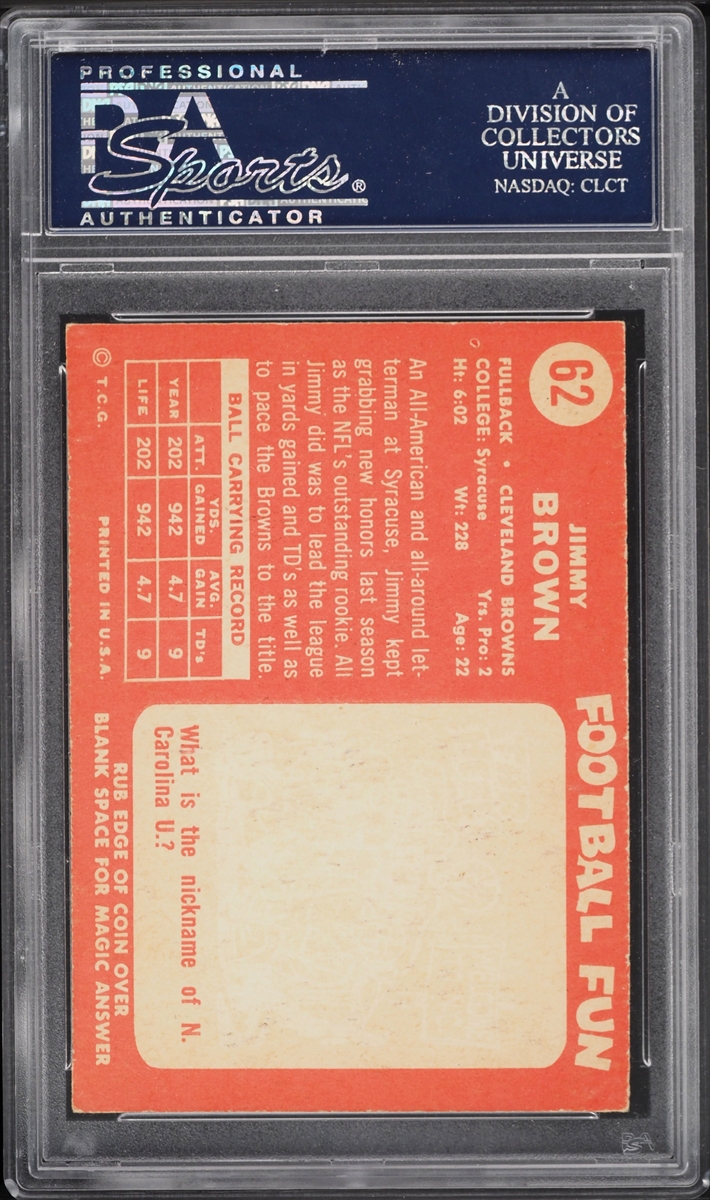 PROFESSIONAL
PSA
Sports®
AUTHENTICATOR
A
DIVISION OF
COLLECTORS
UNIVERSE
NASDAQ: CLCT
62
JIMMY
BROWN
FULLBACK • CLEVELAND BROWNS
COLLEGE: Syracuse Yrs. Pro: 2
Ht: 6:02 Wt: 228 Age: 22
An All-American and all-around let-
terman at Syracuse, Jimmy kept
grabbing new honors last season
as the NFL's outstanding rookie. All
Jimmy did was to lead the league
in yards gained and TD's as well as
to pace the Browns to the title.
BALL CARRYING RECORD
ATT. YDS. GAINED AVG. GAIN TD's
YEAR 202 942 4.7 9
LIFE 202 942 4.7 9
© T.C.G. PRINTED IN U.S.A.
FOOTBALL FUN
What is the nickname of N.
Carolina U.?
RUB EDGE OF COIN OVER
BLANK SPACE FOR MAGIC ANSWER